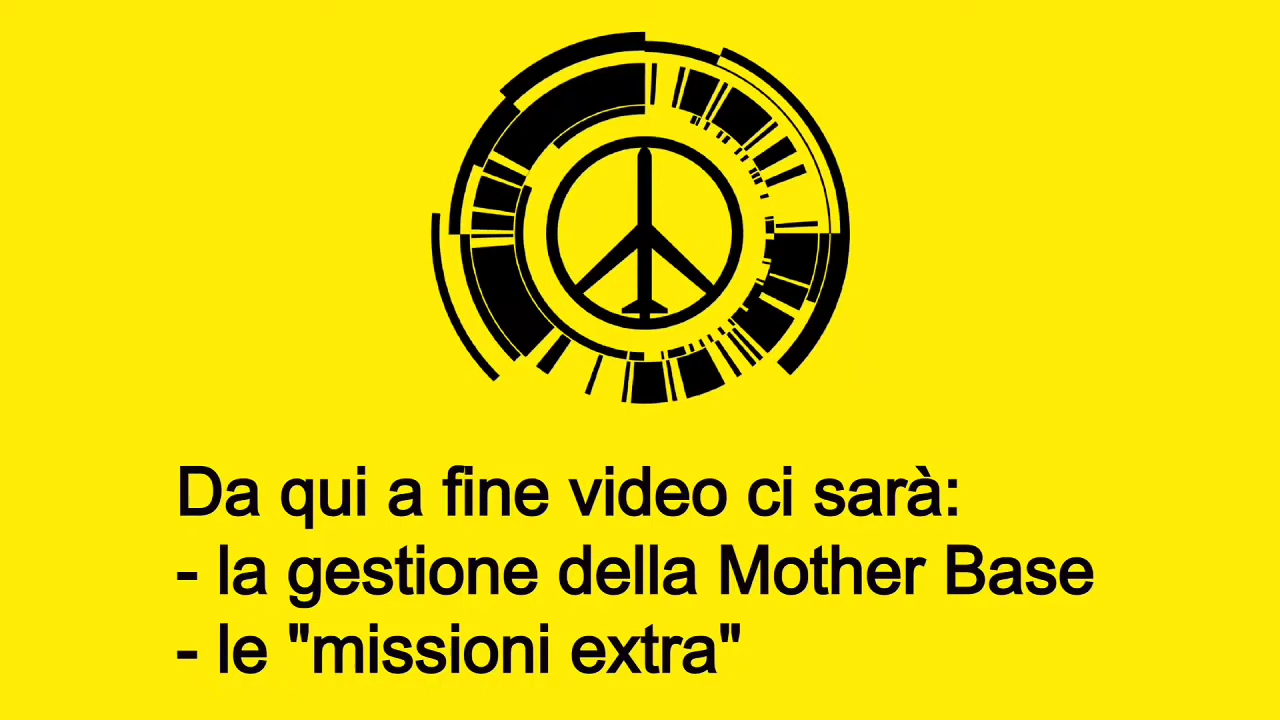 Da qui a fine video ci sarà:
- la gestione della Mother Base
- le "missioni extra"